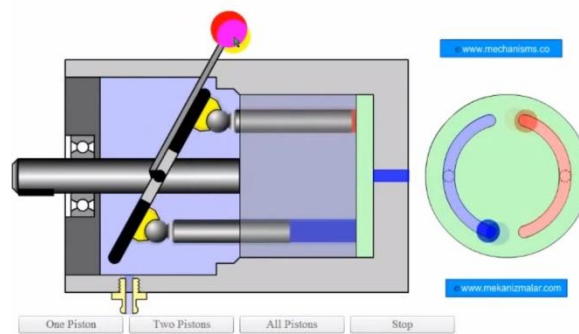 www.mechanisms.co
www.mekanizmalar.com
One Piston
Two Pistons
All Pistons
Stop